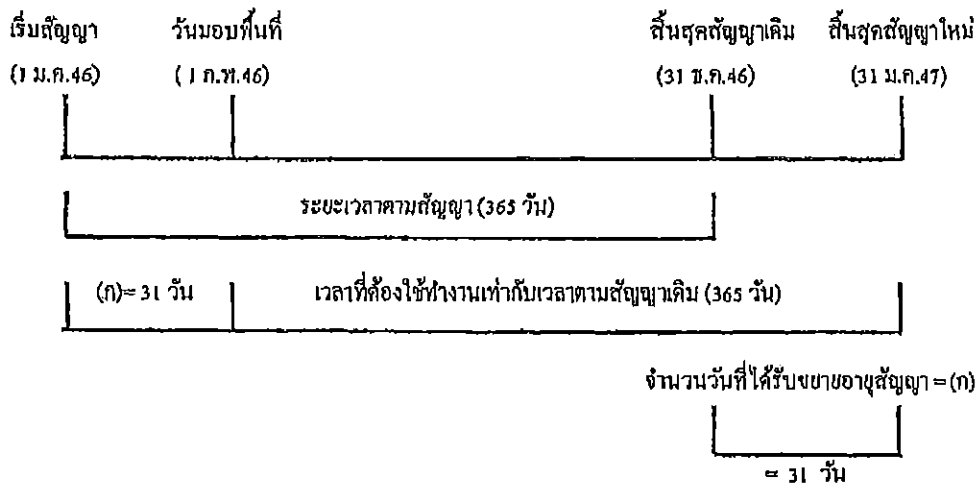 เริ่มสัญญา วันมอบพื้นที่ สิ้นสุดสัญญาเดิม สิ้นสุดสัญญาใหม่
(1 ม.ค.46) (1 ก.พ.46) (31 ธ.ค.46) (31 ม.ค.47)
ระยะเวลาตามสัญญา (365 วัน)
(ก)= 31 วัน เวลาที่ต้องใช้ทำงานเท่ากับเวลาตามสัญญาเดิม (365 วัน)
จำนวนวันที่ได้รับขยายอายุสัญญา = (ก)
= 31 วัน